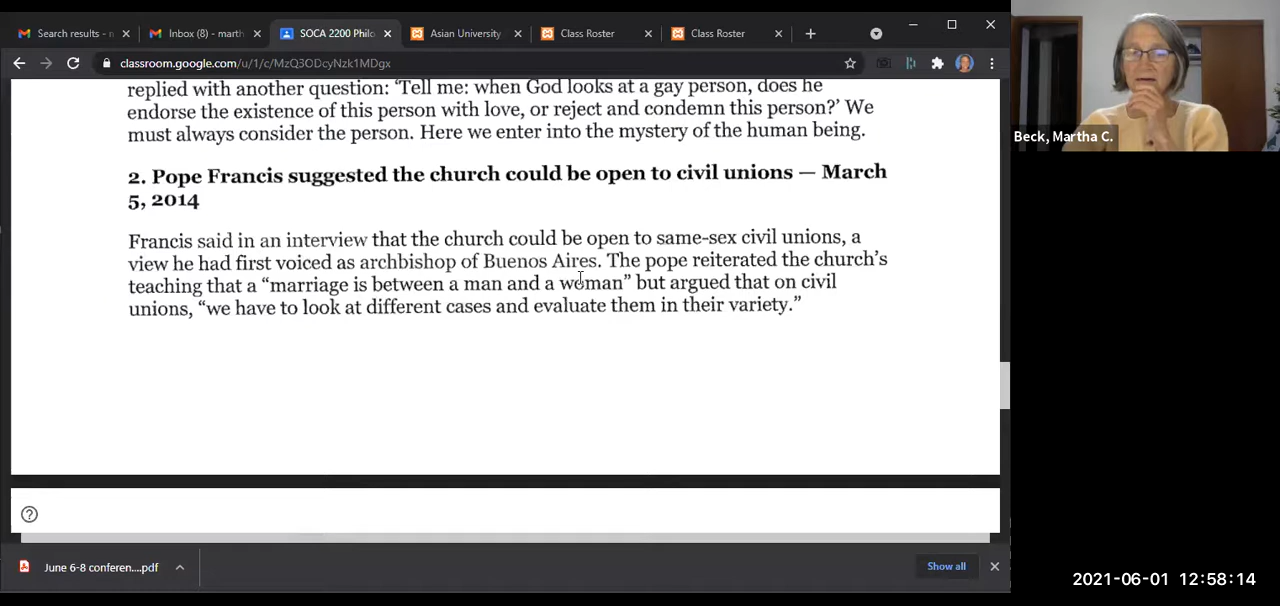 Search results - n
Inbox (8) - marth
SOCA 2200 Philo
Asian University
Class Roster
Class Roster
classroom.google.com/u/1/c/MzQ3ODcyNzk1MDgx
Beck, Martha C.
replied with another question: ‘Tell me: when God looks at a gay person, does he
endorse the existence of this person with love, or reject and condemn this person?’ We
must always consider the person. Here we enter into the mystery of the human being.
2. Pope Francis suggested the church could be open to civil unions — March
5, 2014
Francis said in an interview that the church could be open to same-sex civil unions, a
view he had first voiced as archbishop of Buenos Aires. The pope reiterated the church’s
teaching that a “marriage is between a man and a woman” but argued that on civil
unions, “we have to look at different cases and evaluate them in their variety.”
June 6-8 conferen....pdf
Show all
2021-06-01 12:58:14